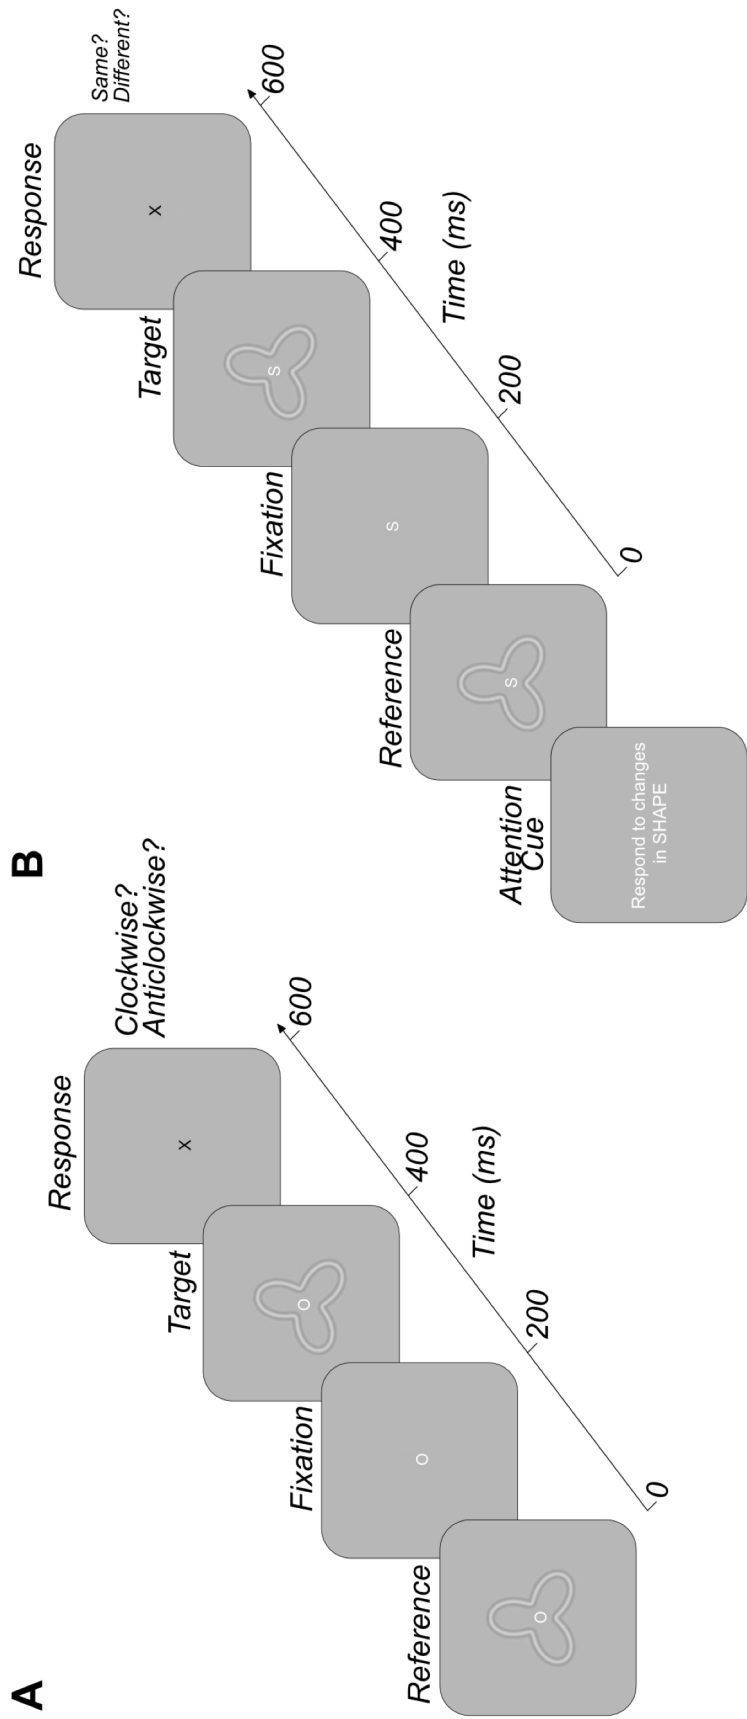 A
Reference
O
Fixation
O
Target
O
Response
x
Clockwise?
Anticlockwise?
0
200
400
600
Time (ms)
B
Attention
Cue
Respond to changes
in SHAPE
Reference
S
Fixation
S
Target
S
Response
x
Same?
Different?
0
200
400
600
Time (ms)